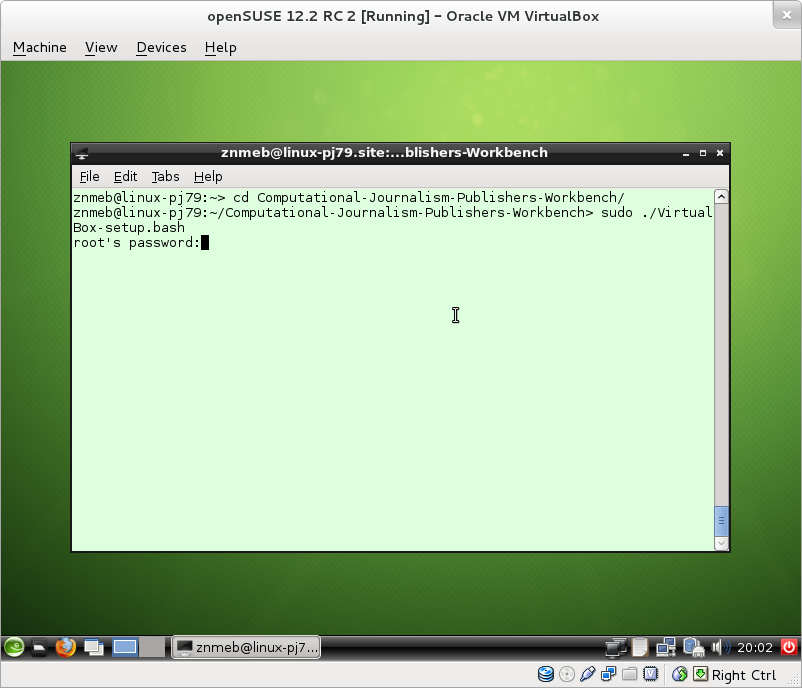 openSUSE 12.2 RC 2 [Running] – Oracle VM VirtualBox
Machine View Devices Help
znmeb@linux-pj79.site:...blishers-Workbench
File Edit Tabs Help
znmeb@linux-pj79:~> cd Computational-Journalism-Publishers-Workbench/
znmeb@linux-pj79:~/Computational-Journalism-Publishers-Workbench> sudo ./Virtual
Box-setup.bash
root's password:
znmeb@linux-pj7...
20:02
Right Ctrl